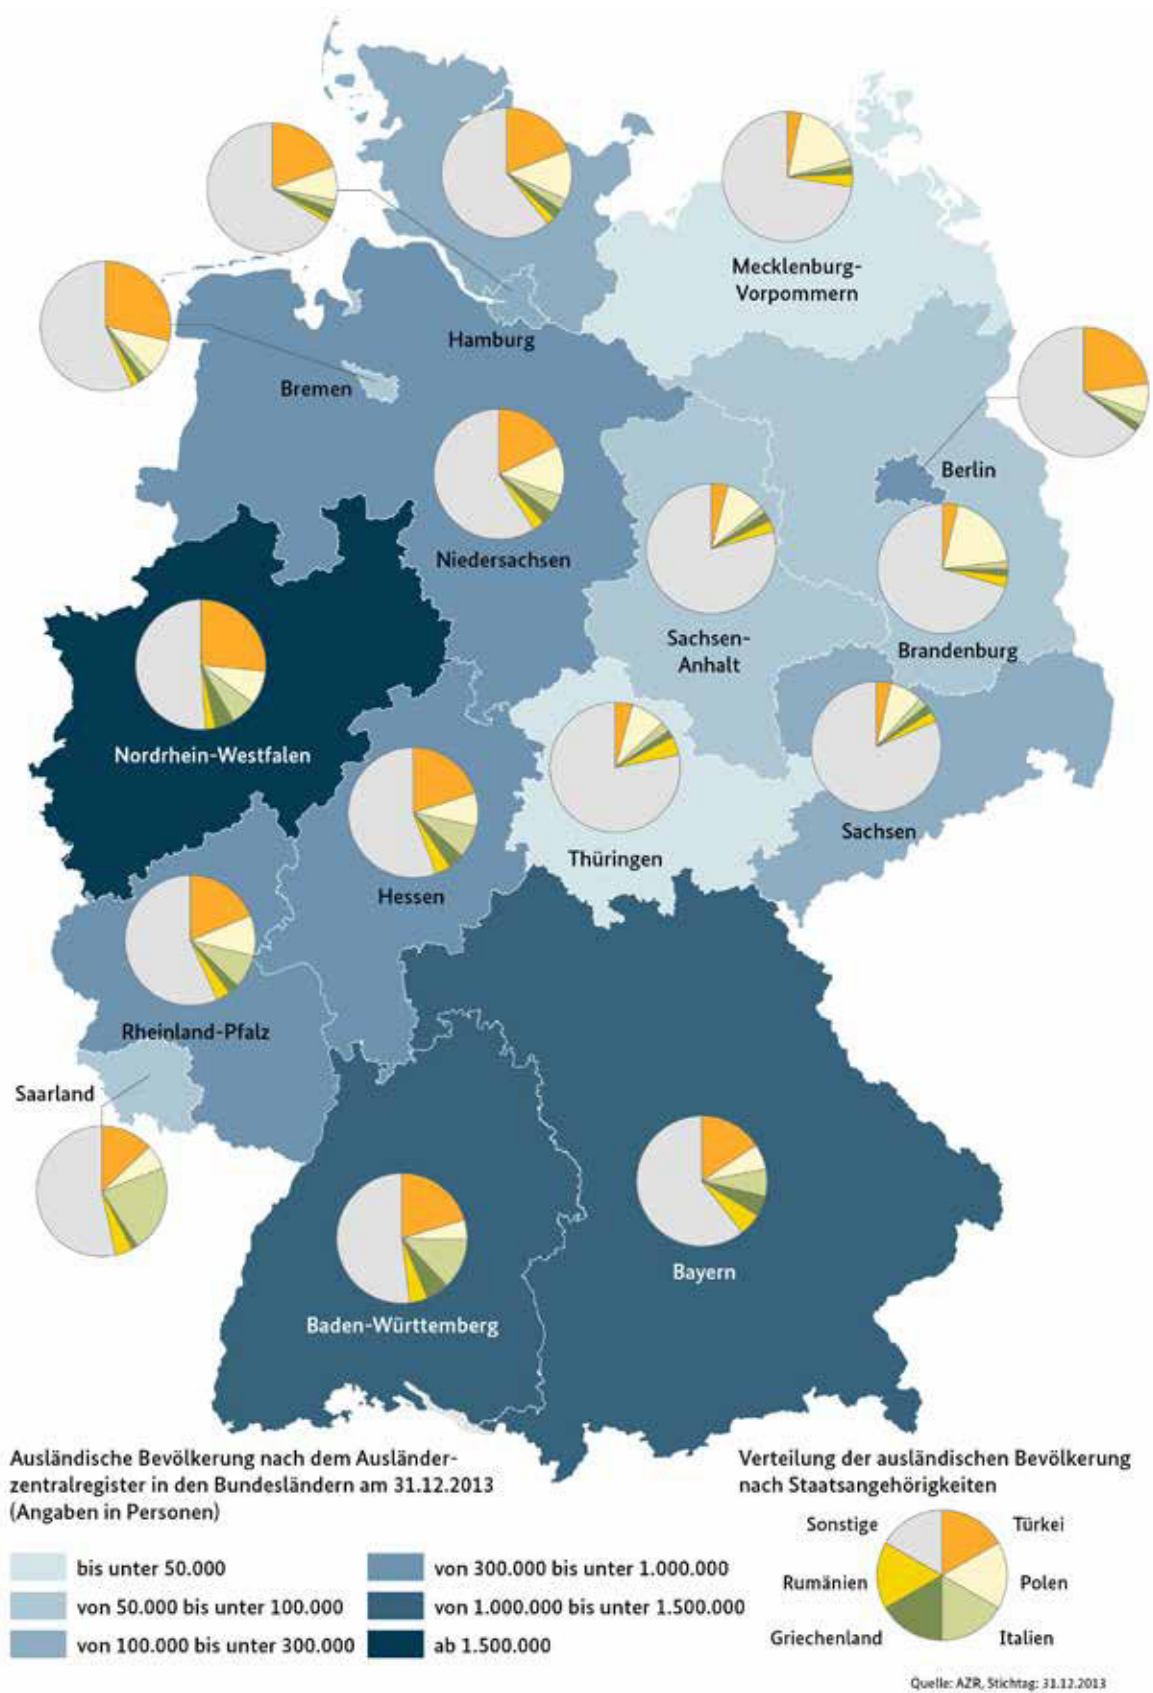 Mecklenburg-
Vorpommern
Hamburg
Bremen
Berlin
Niedersachsen
Sachsen-
Anhalt
Brandenburg
Nordrhein-Westfalen
Sachsen
Thüringen
Hessen
Rheinland-Pfalz
Saarland
Bayern
Baden-Württemberg
Ausländische Bevölkerung nach dem Ausländer-
zentralregister in den Bundesländern am 31.12.2013
(Angaben in Personen)
bis unter 50.000
von 50.000 bis unter 100.000
von 100.000 bis unter 300.000
von 300.000 bis unter 1.000.000
von 1.000.000 bis unter 1.500.000
ab 1.500.000
Verteilung der ausländischen Bevölkerung
nach Staatsangehörigkeiten
Sonstige
Türkei
Rumänien
Polen
Griechenland
Italien
Quelle: AZR, Stichtag: 31.12.2013